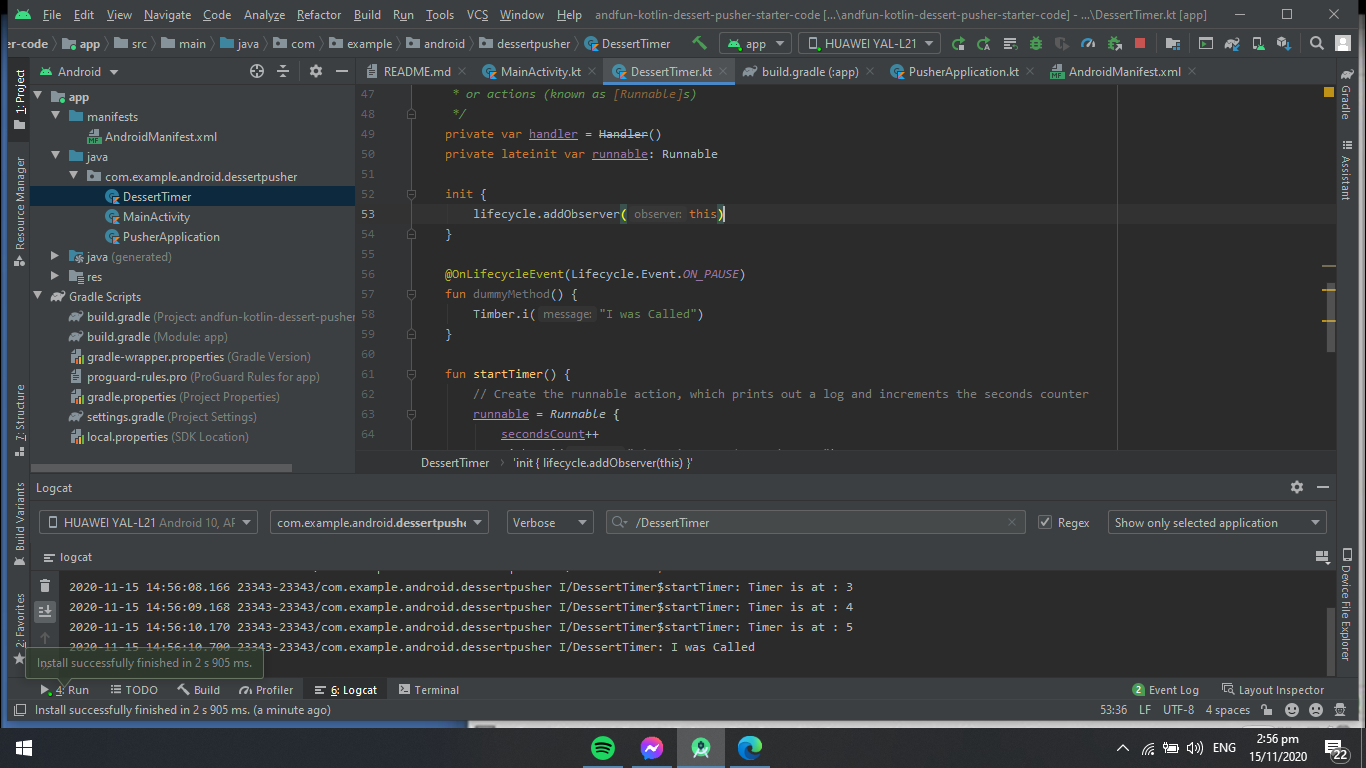 File Edit View Navigate Code Analyze Refactor Build Run Tools VCS Window Help andfun-kotlin-dessert-pusher-starter-code [...\andfun-kotlin-dessert-pusher-starter-code] - ...\DessertTimer.kt [app]
er-code app src main java com example android dessertpusher DessertTimer app HUAWEI YAL-L21
1: Project
Resource Manager
7: Structure
Build Variants
2: Favorites
Android
app
manifests
AndroidManifest.xml
java
com.example.android.dessertpusher
DessertTimer
MainActivity
PusherApplication
java (generated)
res
Gradle Scripts
build.gradle (Project: andfun-kotlin-dessert-pusher
build.gradle (Module: app)
gradle-wrapper.properties (Gradle Version)
proguard-rules.pro (ProGuard Rules for app)
gradle.properties (Project Properties)
settings.gradle (Project Settings)
local.properties (SDK Location)
README.md MainActivity.kt DessertTimer.kt build.gradle (:app) PusherApplication.kt AndroidManifest.xml
47 * or actions (known as [Runnable]s)
48 */
49 private var handler = Handler()
50 private lateinit var runnable: Runnable
51
52 init {
53 lifecycle.addObserver( observer: this)
54 }
55
56 @OnLifecycleEvent(Lifecycle.Event.ON_PAUSE)
57 fun dummyMethod() {
58 Timber.i( message: "I was Called")
59 }
60
61 fun startTimer() {
62 // Create the runnable action, which prints out a log and increments the seconds counter
63 runnable = Runnable {
64 secondsCount++
DessertTimer 'init { lifecycle.addObserver(this) }'
Gradle
Assistant
Device File Explorer
Logcat
HUAWEI YAL-L21 Android 10, AP com.example.android.dessertpushe Verbose /DessertTimer Regex Show only selected application
logcat
2020-11-15 14:56:08.166 23343-23343/com.example.android.dessertpusher I/DessertTimer$startTimer: Timer is at : 3
2020-11-15 14:56:09.168 23343-23343/com.example.android.dessertpusher I/DessertTimer$startTimer: Timer is at : 4
2020-11-15 14:56:10.170 23343-23343/com.example.android.dessertpusher I/DessertTimer$startTimer: Timer is at : 5
2020-11-15 14:56:10.700 23343-23343/com.example.android.dessertpusher I/DessertTimer: I was Called
Install successfully finished in 2 s 905 ms.
4: Run TODO Build Profiler 6: Logcat Terminal 2 Event Log Layout Inspector
Install successfully finished in 2 s 905 ms. (a minute ago) 53:36 LF UTF-8 4 spaces
ENG 2:56 pm
15/11/2020 22